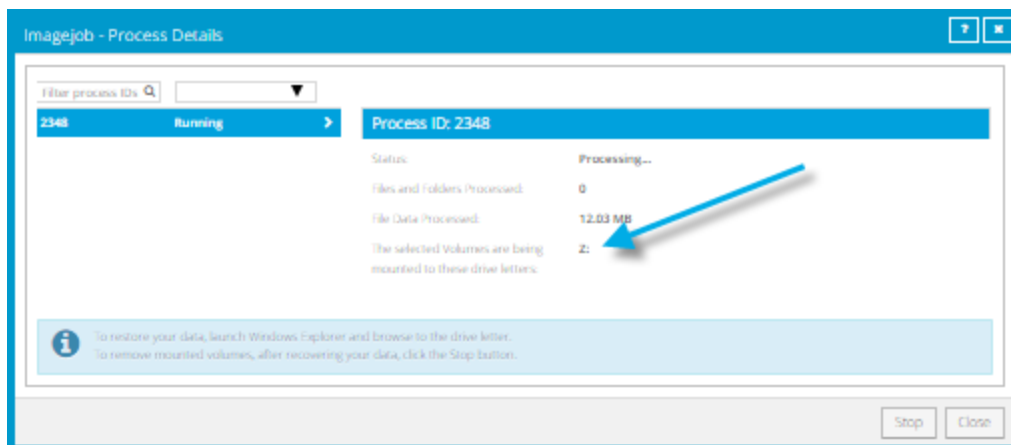 Imagejob - Process Details
?
Filter process IDs
2348 Running
Process ID: 2348
Status: Processing...
Files and Folders Processed: 0
File Data Processed: 12.03 MB
The selected Volumes are being Z:
mounted to these drive letters:
To restore your data, launch Windows Explorer and browse to the drive letter.
To remove mounted volumes, after recovering your data, click the Stop button.
Stop Close